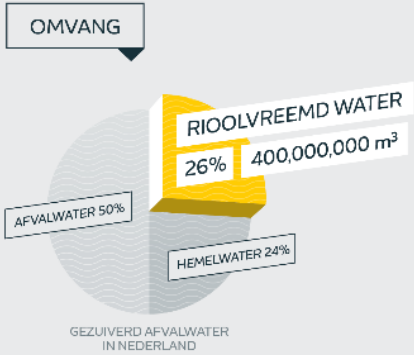 OMVANG
RIOOLVREEMD WATER
26%
400,000,000 m³
AFVALWATER 50%
HEMELWATER 24%
GEZUIVERD AFVALWATER
IN NEDERLAND